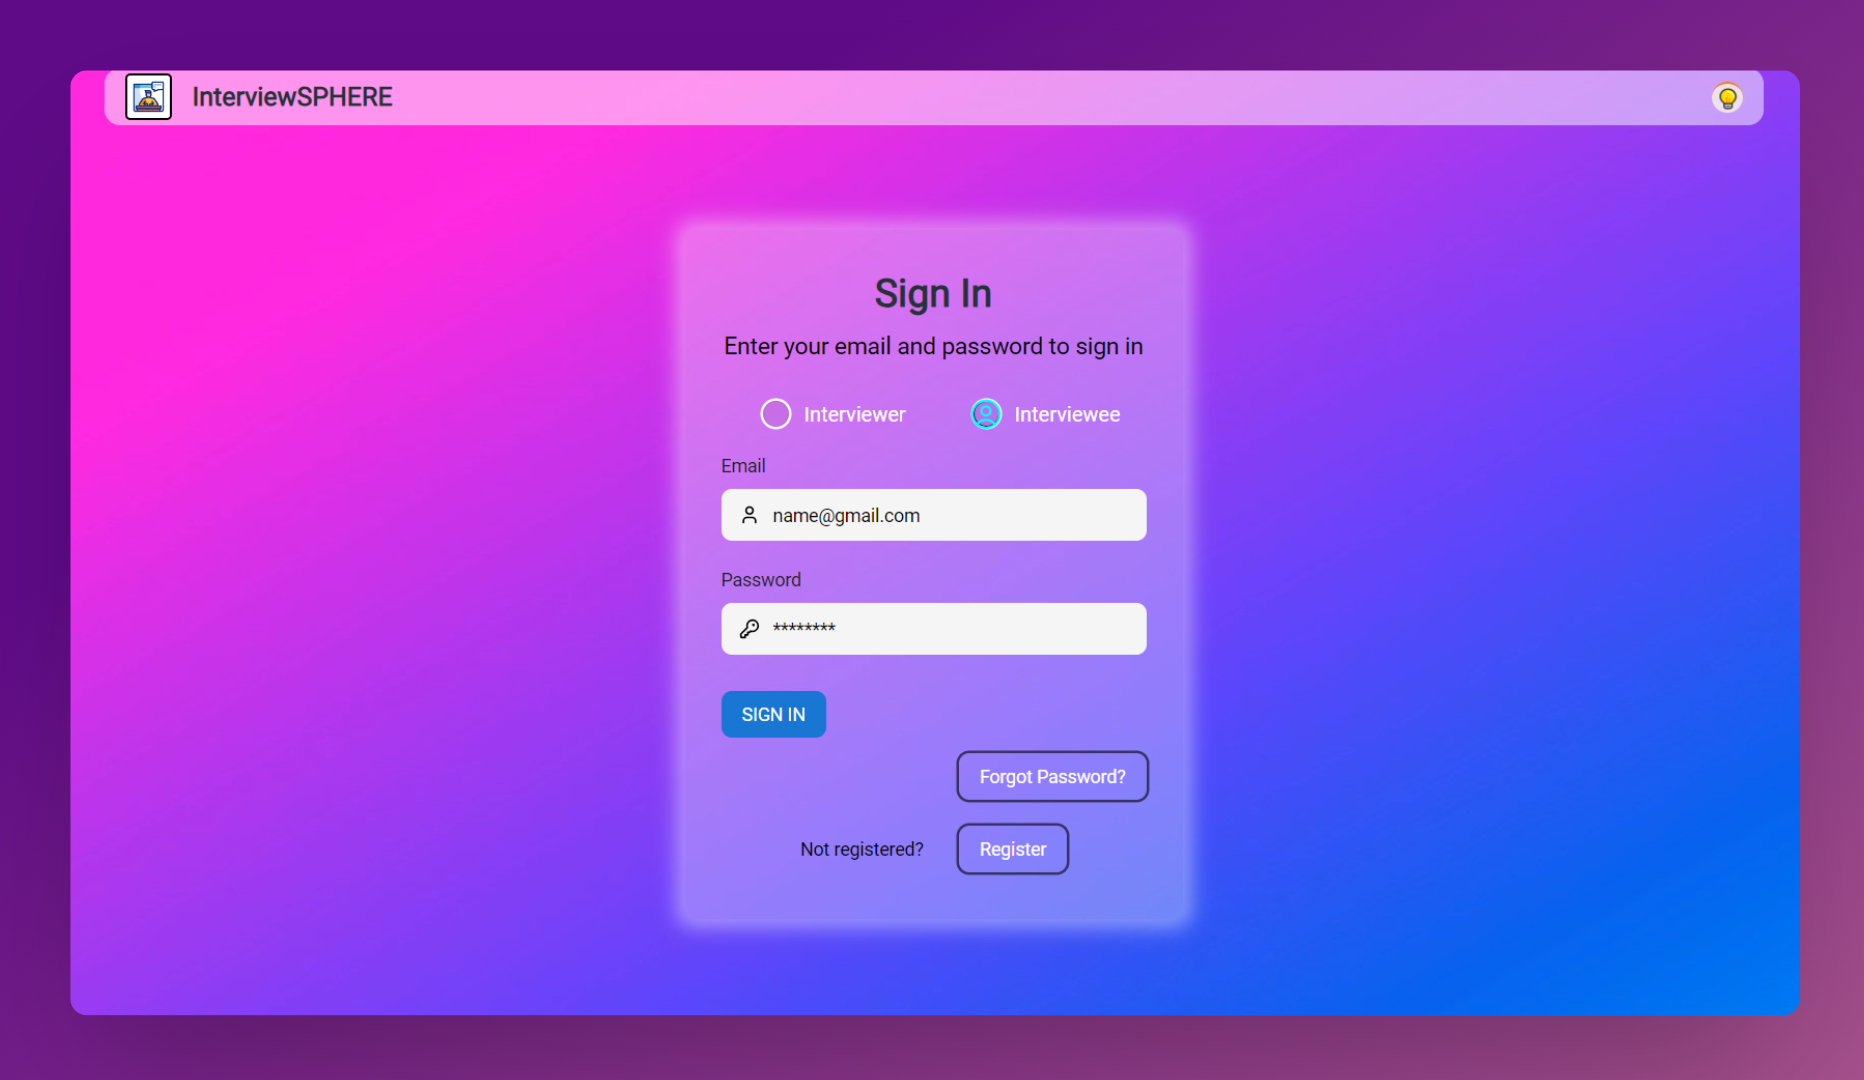 InterviewSPHERE
Sign In
Enter your email and password to sign in
Interviewer Interviewee
Email
name@gmail.com
Password
********
SIGN IN
Forgot Password?
Not registered? Register